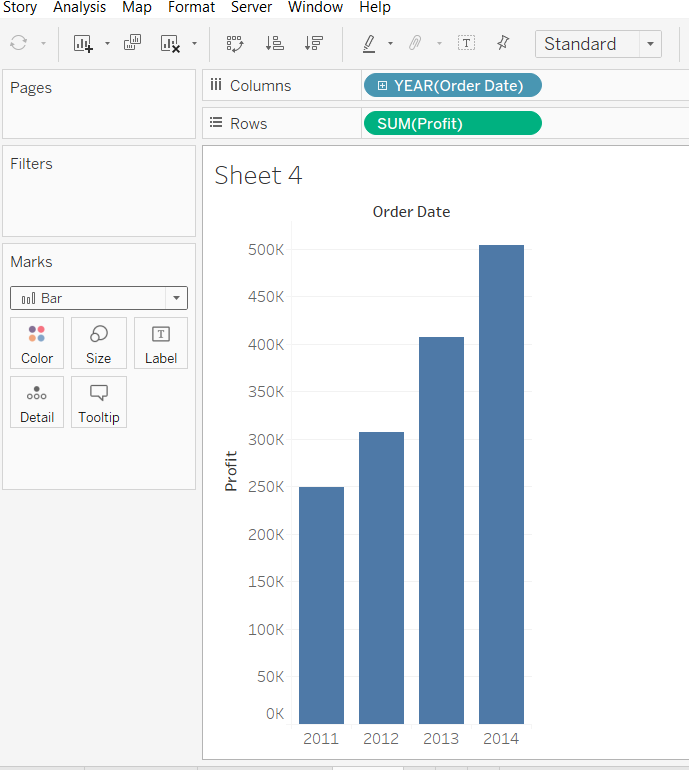 Story Analysis Map Format Server Window Help
Standard
Pages
Columns
YEAR(Order Date)
Rows
SUM(Profit)
Filters
Marks
Bar
Color
Size
T
Label
Detail
Tooltip
Sheet 4
Order Date
Profit
500K
450K
400K
350K
300K
250K
200K
150K
100K
50K
0K
2011 2012 2013 2014